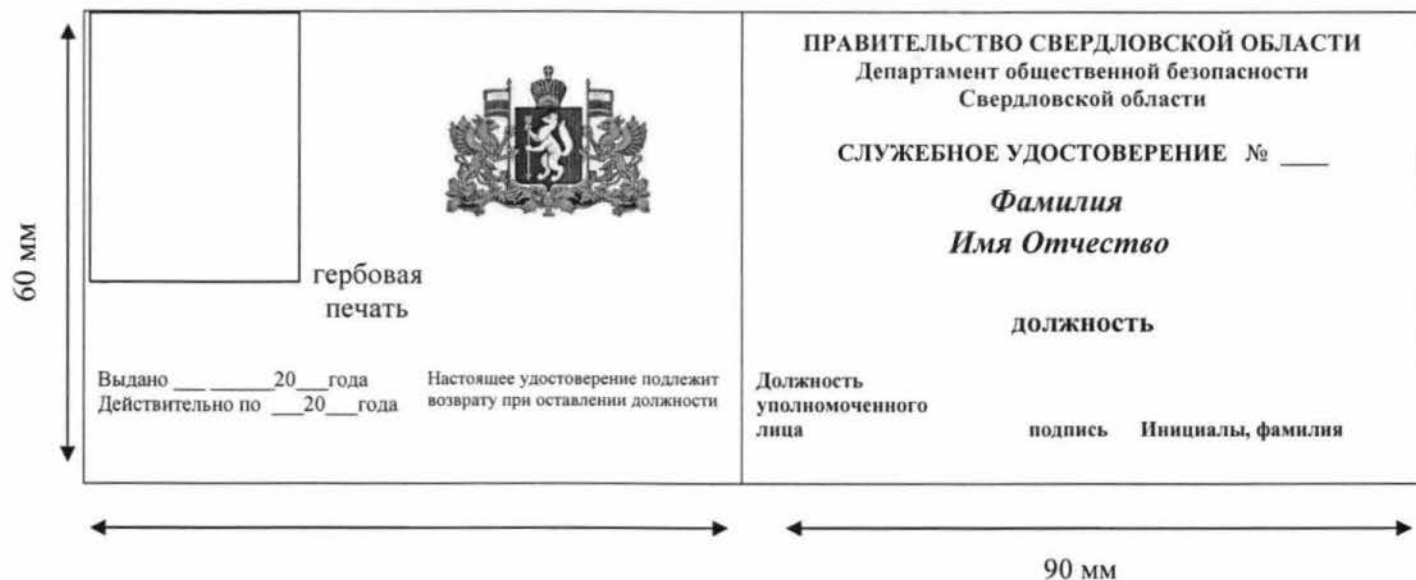 60 мм
гербовая
печать
Выдано ___ ______20___года
Действительно по ___20___года
Настоящее удостоверение подлежит
возврату при оставлении должности
ПРАВИТЕЛЬСТВО СВЕРДЛОВСКОЙ ОБЛАСТИ
Департамент общественной безопасности
Свердловской области
СЛУЖЕБНОЕ УДОСТОВЕРЕНИЕ № ____
Фамилия
Имя Отчество
должность
Должность
уполномоченного
лица подпись Инициалы, фамилия
90 мм